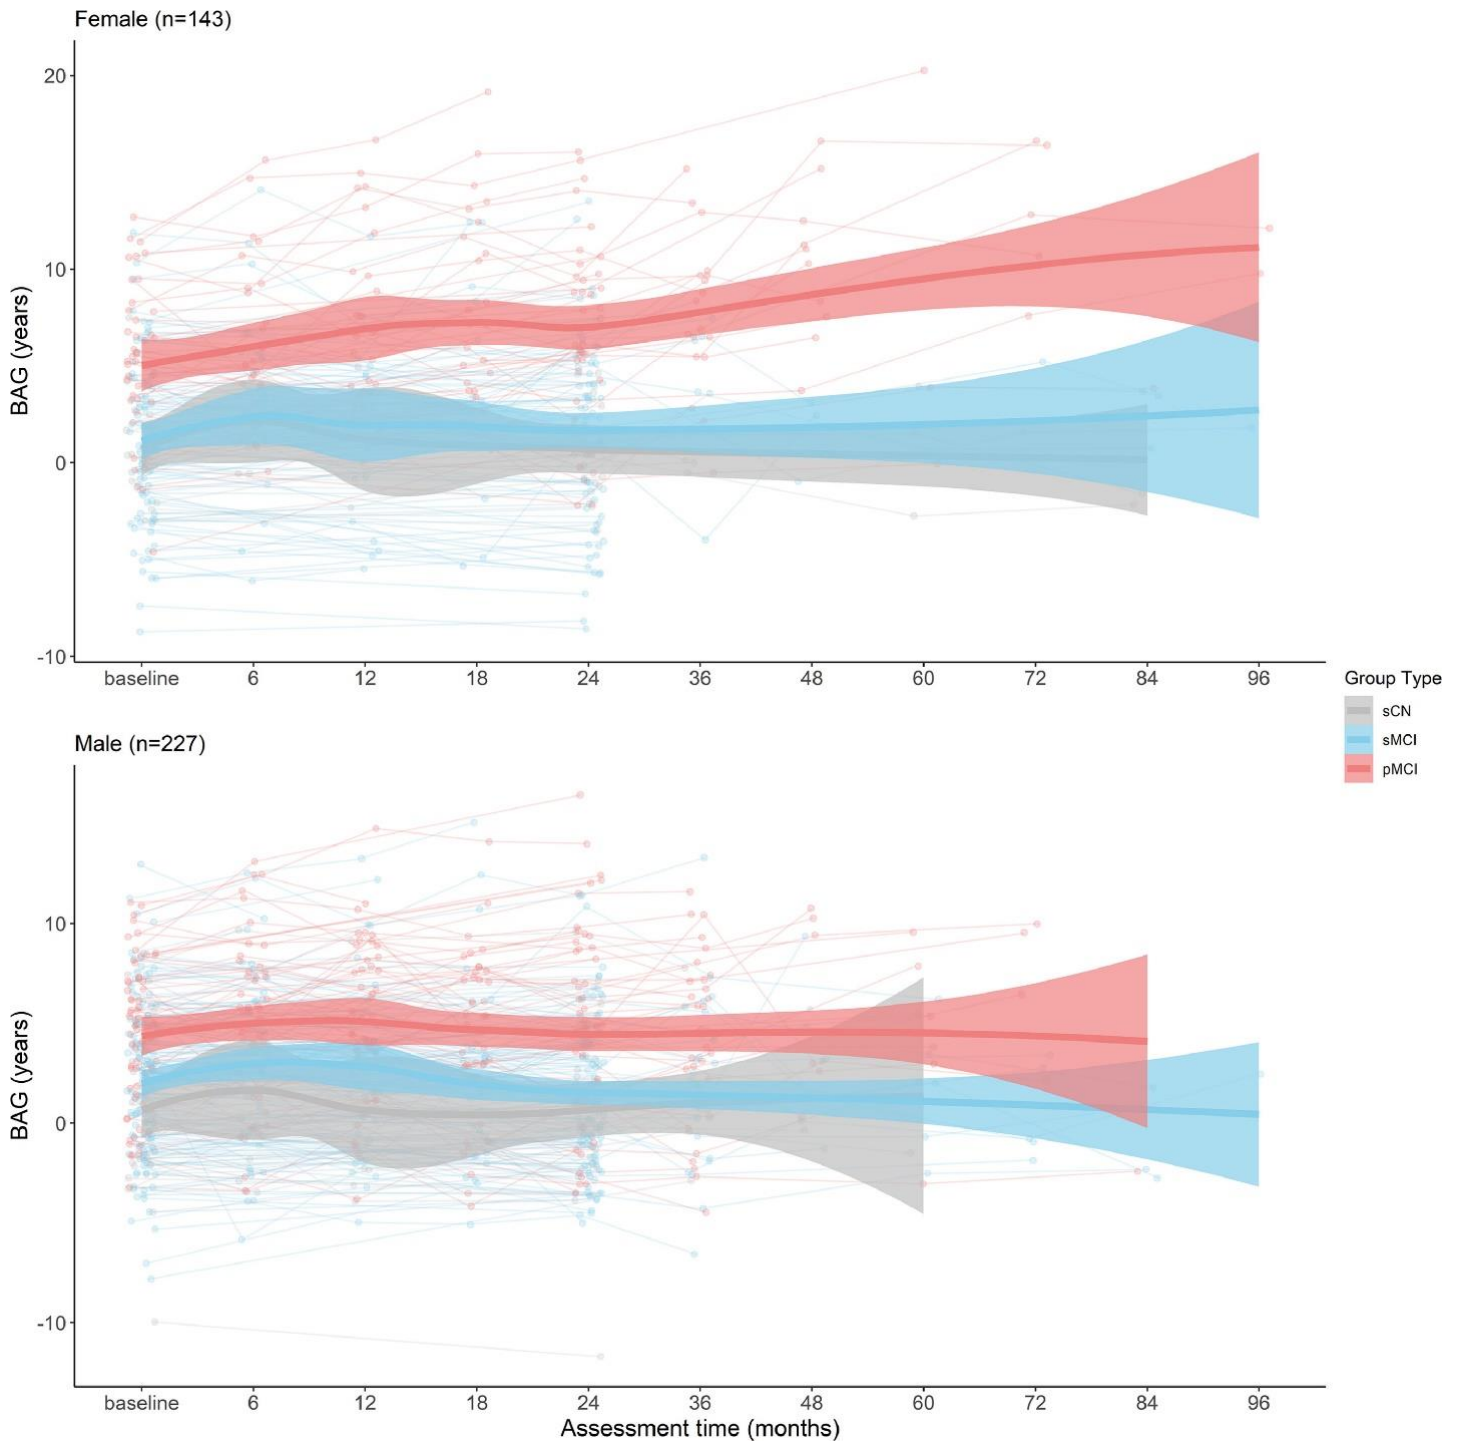 Female (n=143)
20
10
0
-10
BAG (years)
baseline 6 12 18 24 36 48 60 72 84 96
Group Type
sCN
sMCI
pMCI
Male (n=227)
10
0
-10
BAG (years)
baseline 6 12 18 24 36 48 60 72 84 96
Assessment time (months)